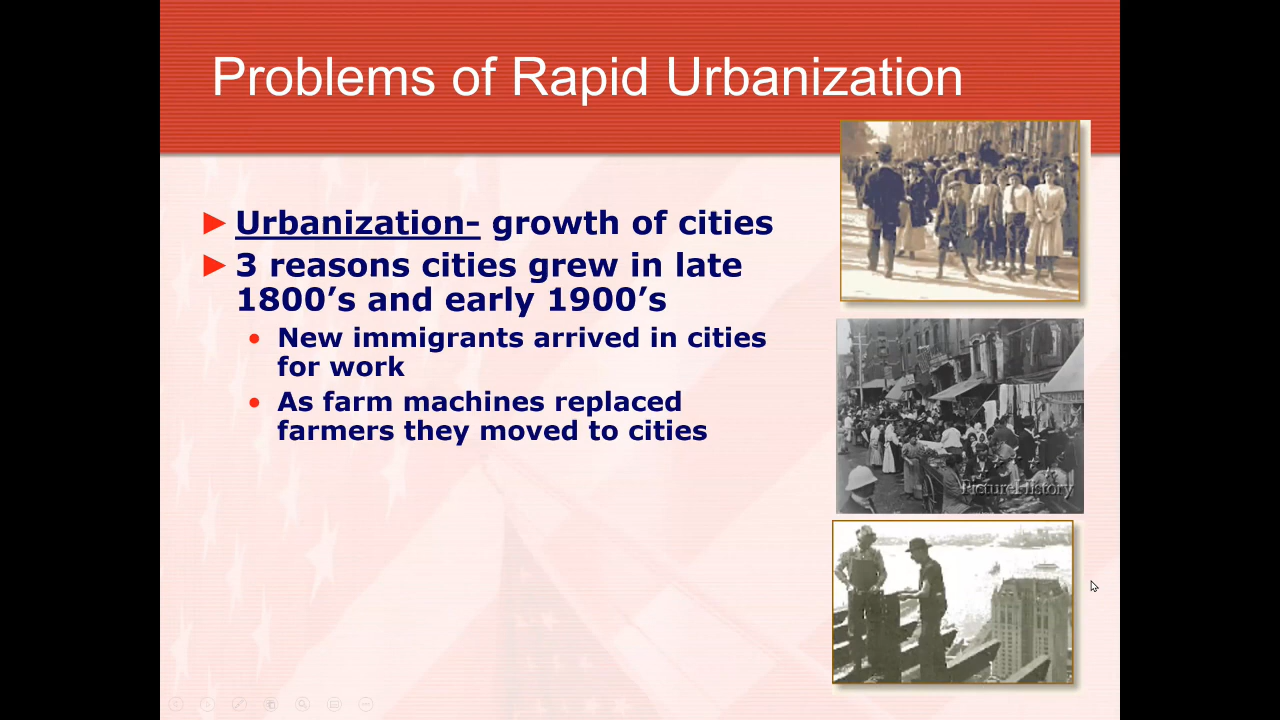 Problems of Rapid Urbanization
Urbanization- growth of cities
3 reasons cities grew in late
1800’s and early 1900’s
New immigrants arrived in cities
for work
As farm machines replaced
farmers they moved to cities
PictureHistory